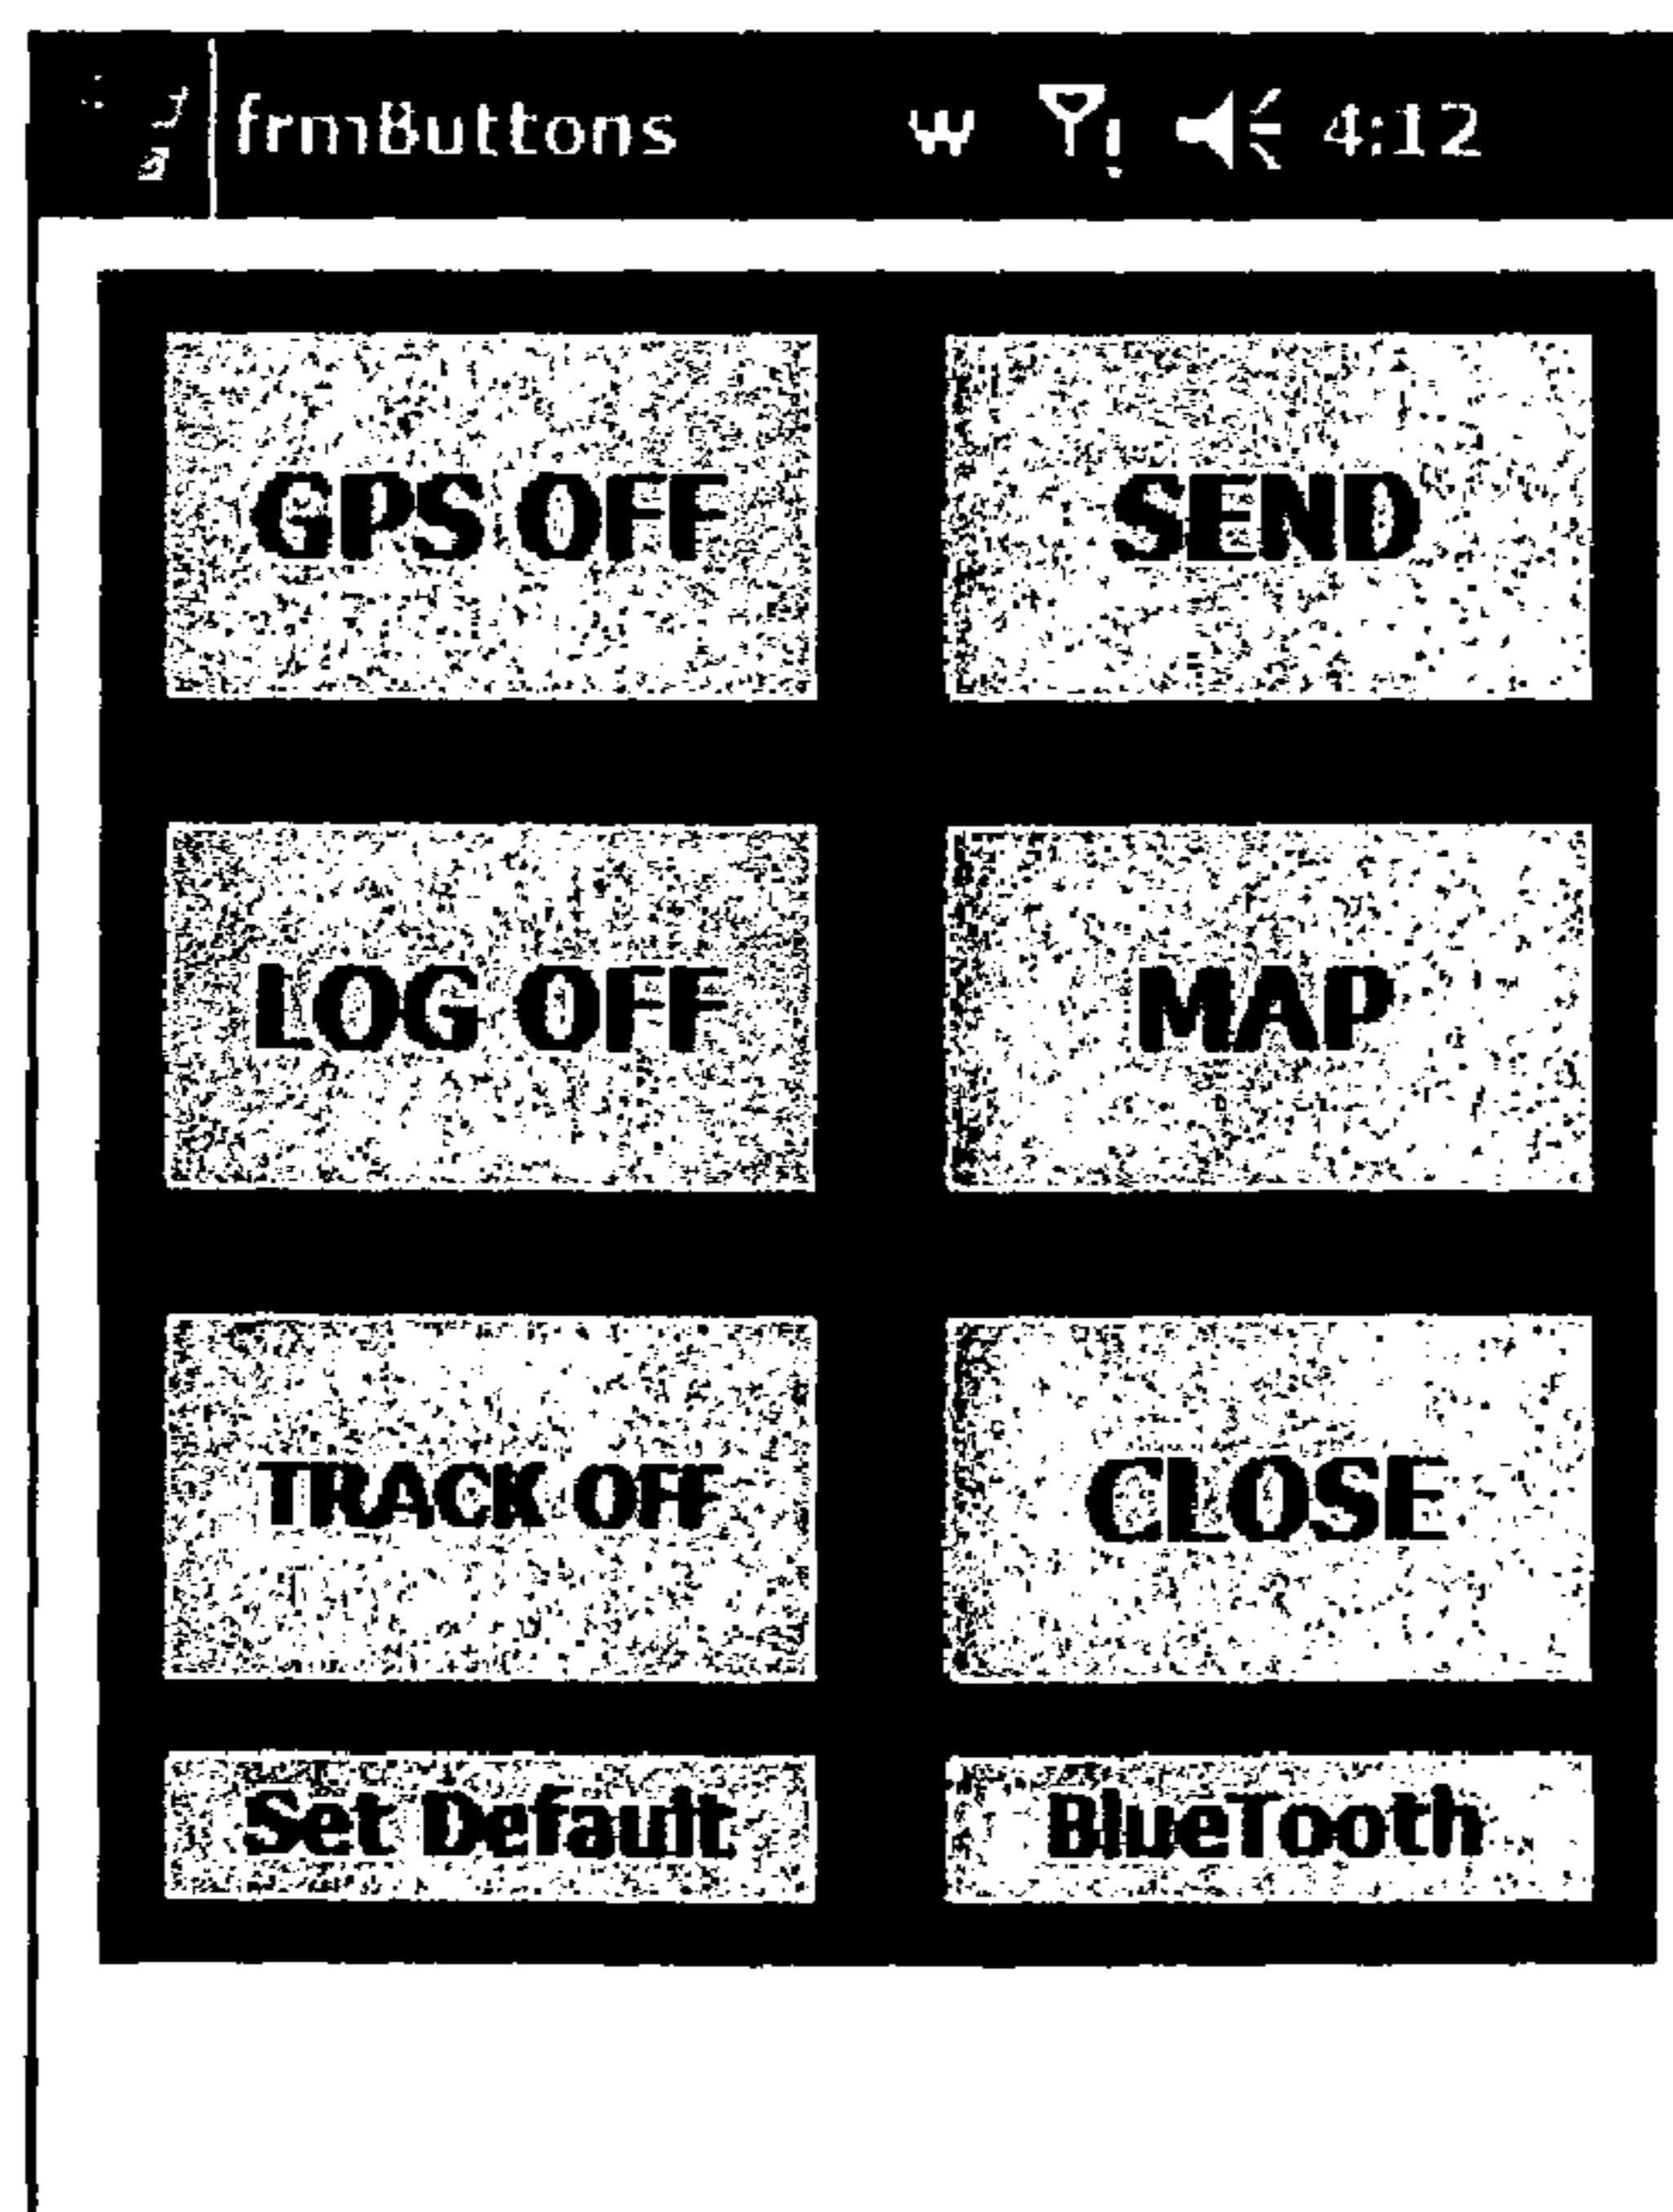 frmButtons 4:12
GPS OFF SEND
LOG OFF MAP
TRACK OFF CLOSE
Set Default BlueTooth